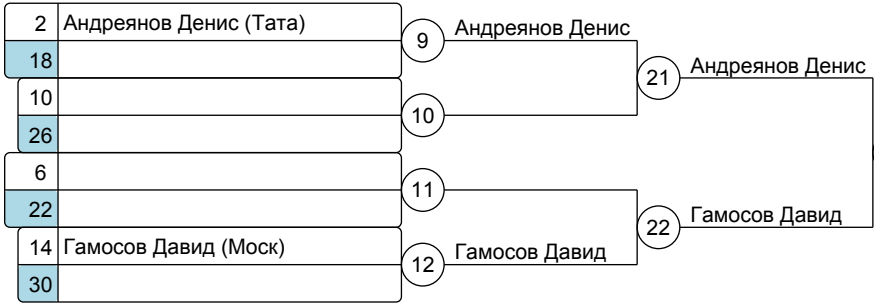 2 Андреянов Денис (Тата)
18
9 Андреянов Денис
10
26
10
21 Андреянов Денис
6
22
11
14 Гамосов Давид (Моск)
30
12 Гамосов Давид
22 Гамосов Давид